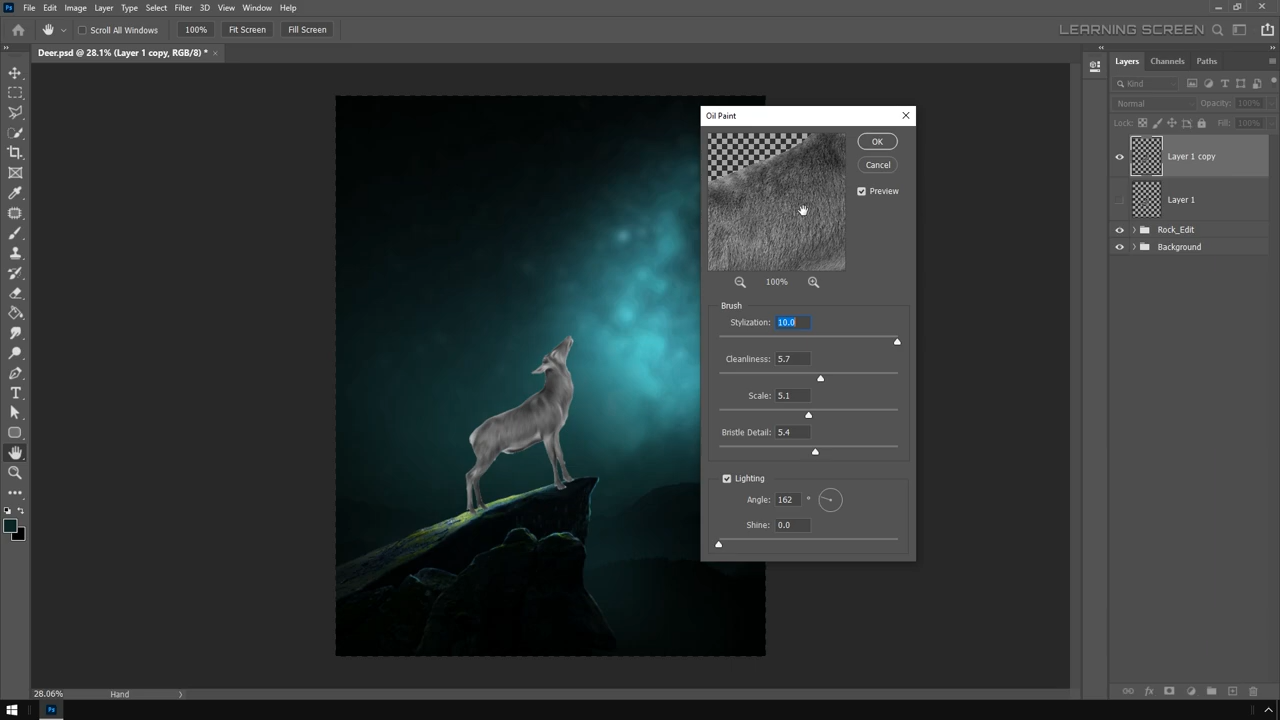 Ps File Edit Image Layer Type Select Filter 3D View Window Help
Scroll All Windows 100% Fit Screen Fill Screen LEARNING SCREEN
Deer.psd @ 28.1% (Layer 1 copy, RGB/8) * ×
Layers Channels Paths
Kind
Normal Opacity: 100%
Lock: Fill: 100%
Layer 1 copy
Layer 1
Rock_Edit
Background
Oil Paint
OK
Cancel
Preview
100%
Brush
Stylization: 10.0
Cleanliness: 5.7
Scale: 5.1
Bristle Detail: 5.4
Lighting
Angle: 162 °
Shine: 0.0
28.06% Hand
fx
Ps